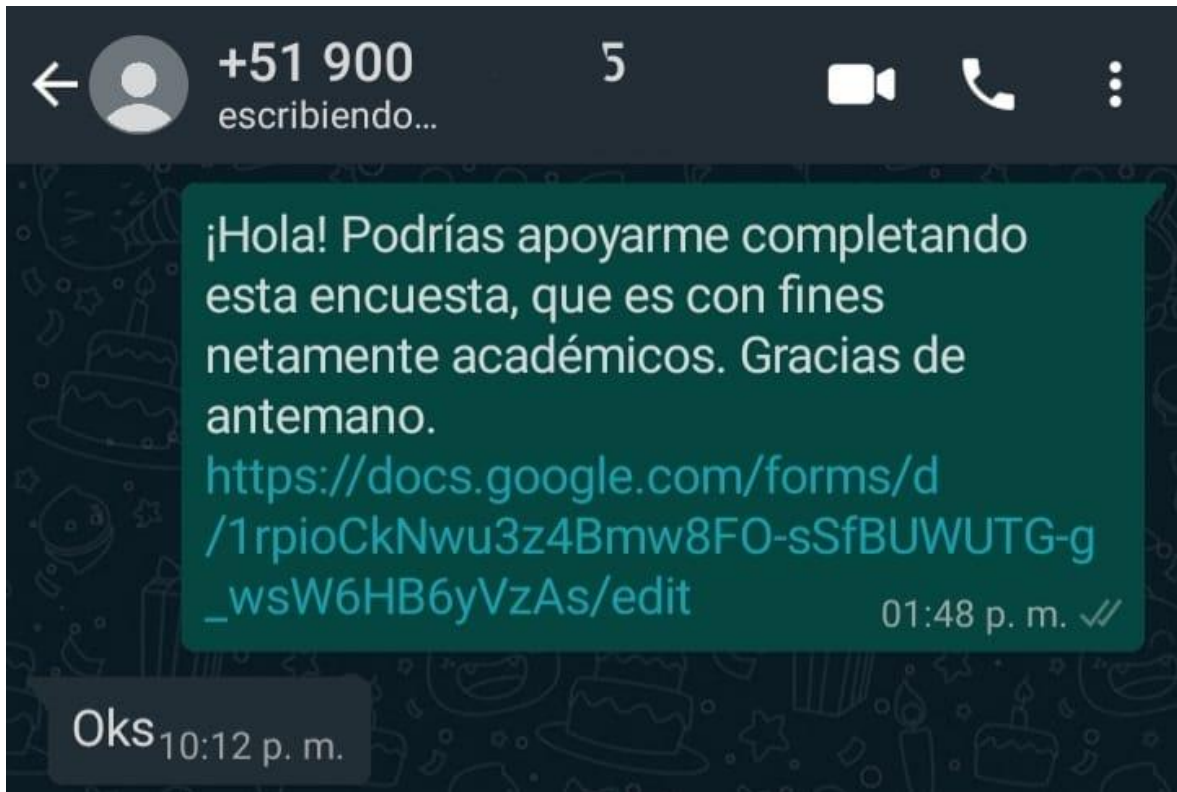 +51 900 5
escribiendo...
¡Hola! Podrías apoyarme completando
esta encuesta, que es con fines
netamente académicos. Gracias de
antemano.
https://docs.google.com/forms/d
/1rpioCkNwu3z4Bmw8FO-sSfBUWUTG-g
_wsW6HB6yVzAs/edit
01:48 p. m.
Oks 10:12 p. m.